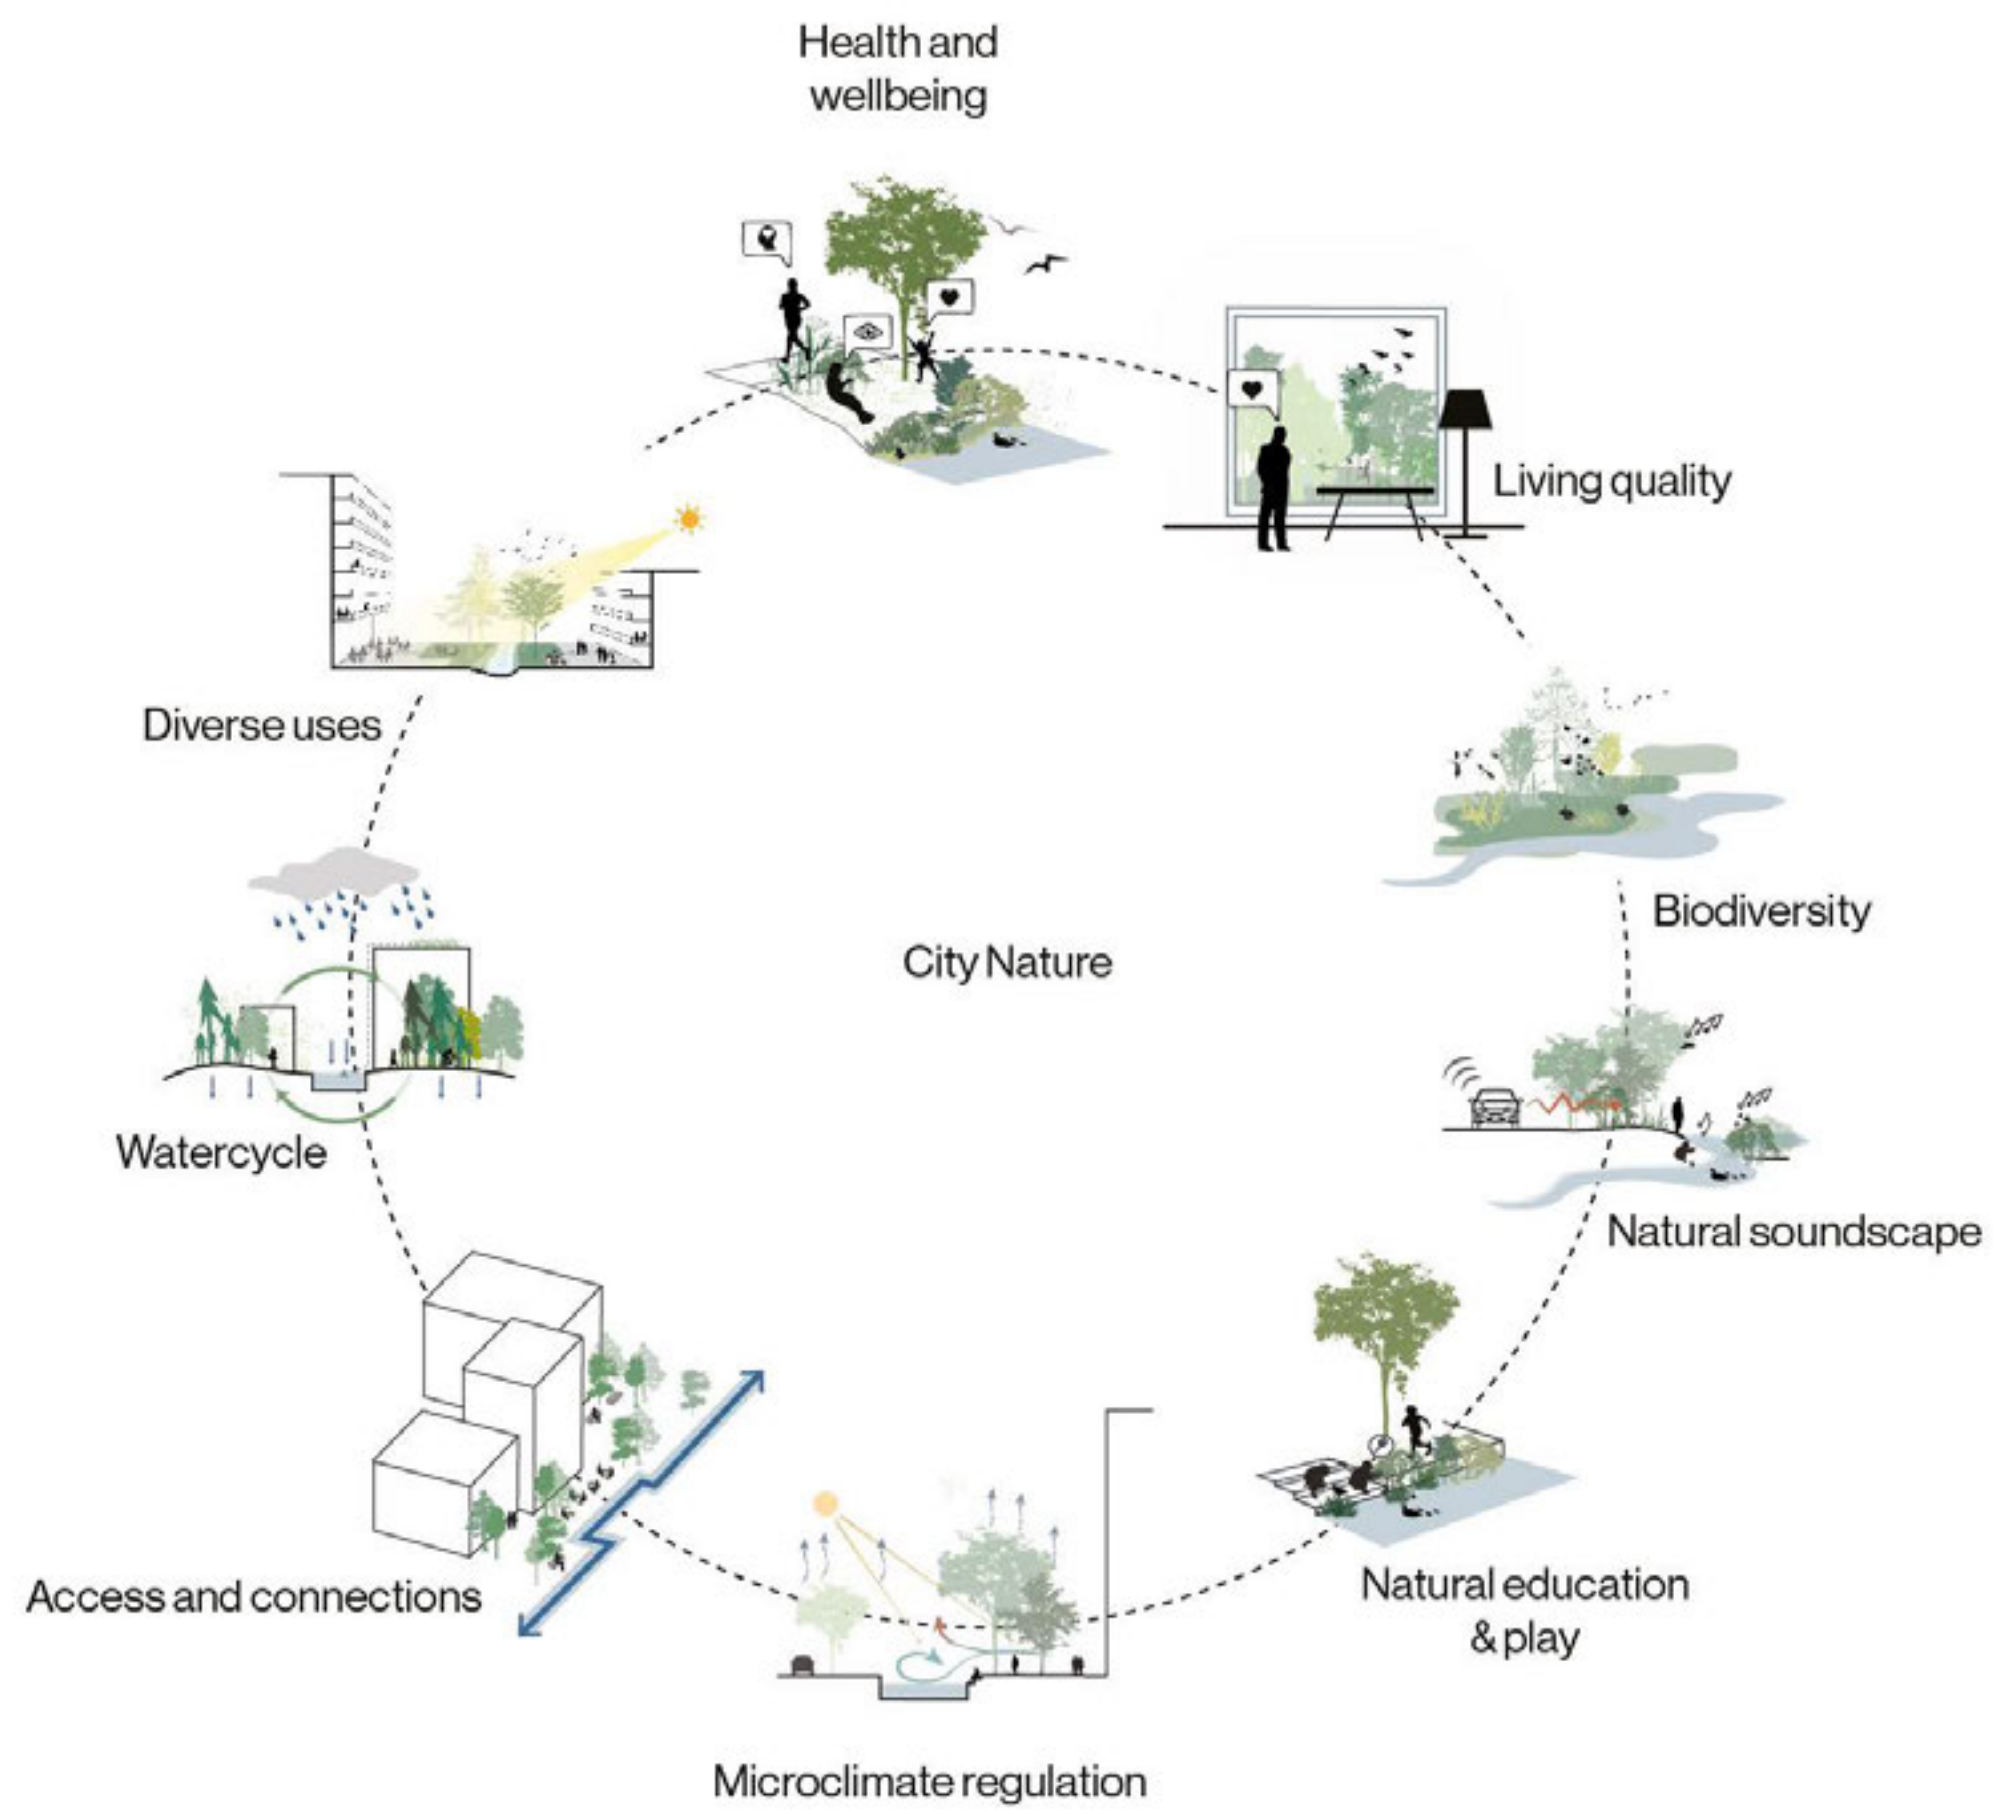 Health and
wellbeing
Living quality
Diverse uses
Biodiversity
City Nature
Watercycle
Natural soundscape
Access and connections
Natural education
& play
Microclimate regulation